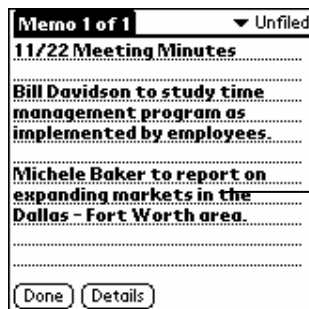 Memo 1 of 1 Unfiled
11/22 Meeting Minutes
Bill Davidson to study time
management program as
implemented by employees.
Michele Baker to report on
expanding markets in the
Dallas - Fort Worth area.
Done Details